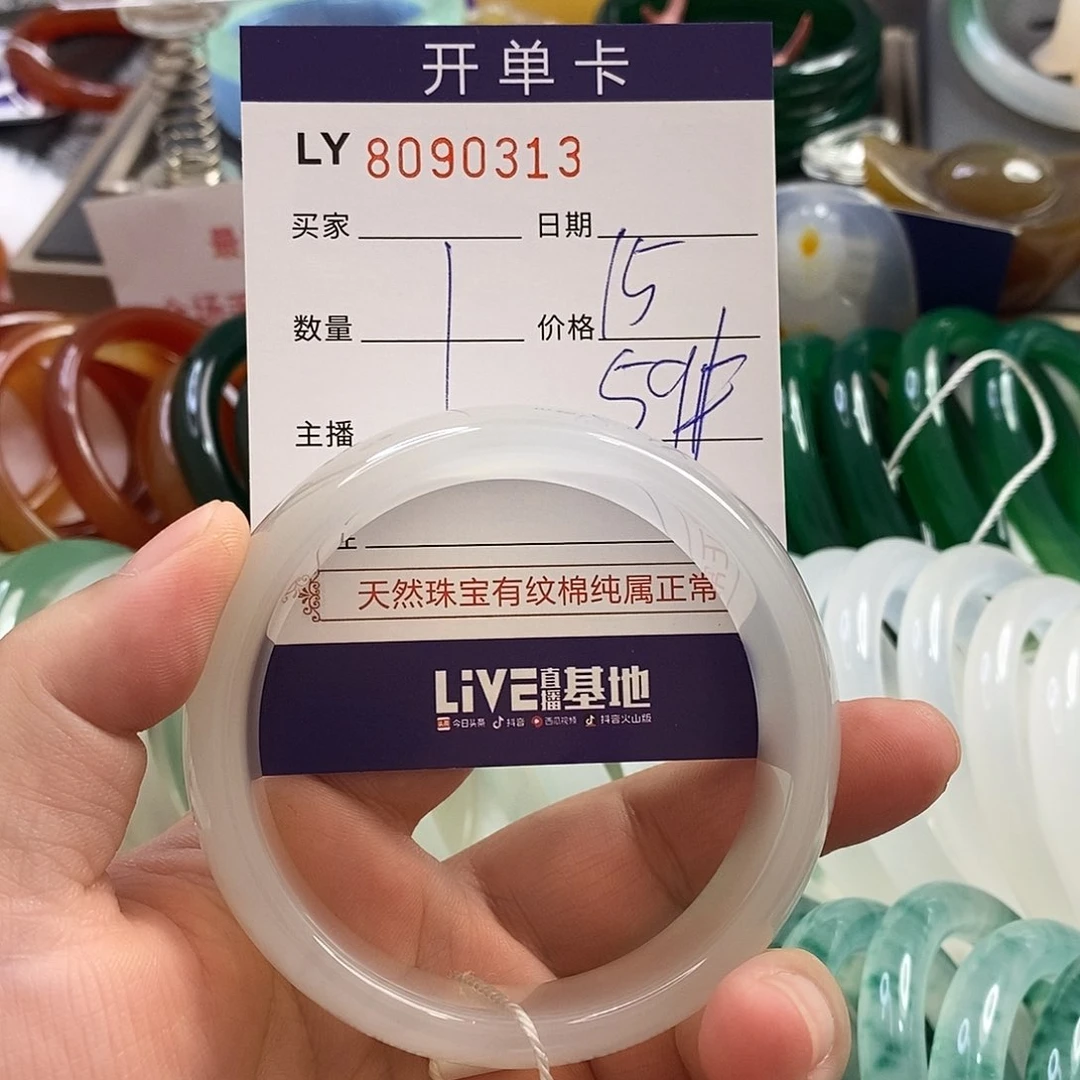 开单卡
LY 8090313
买家 日期
数量 1 价格 15
59#
主播
天然珠宝有纹棉纯属正常
LiVE直播基地
今日头条 抖音 西瓜视频 抖音火山版